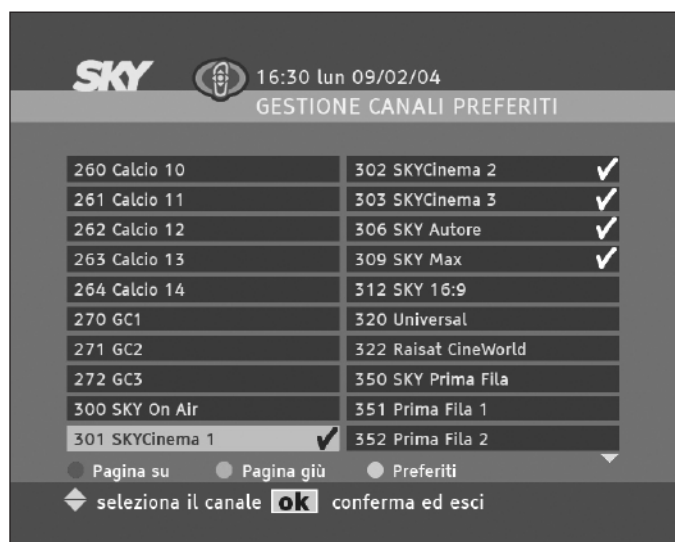 SKY 16:30 lun 09/02/04
GESTIONE CANALI PREFERITI
260 Calcio 10
261 Calcio 11
262 Calcio 12
263 Calcio 13
264 Calcio 14
270 GC1
271 GC2
272 GC3
300 SKY On Air
301 SKYCinema 1
302 SKYCinema 2
303 SKYCinema 3
306 SKY Autore
309 SKY Max
312 SKY 16:9
320 Universal
322 Raisat CineWorld
350 SKY Prima Fila
351 Prima Fila 1
352 Prima Fila 2
Pagina su Pagina giù Preferiti
seleziona il canale ok conferma ed esci